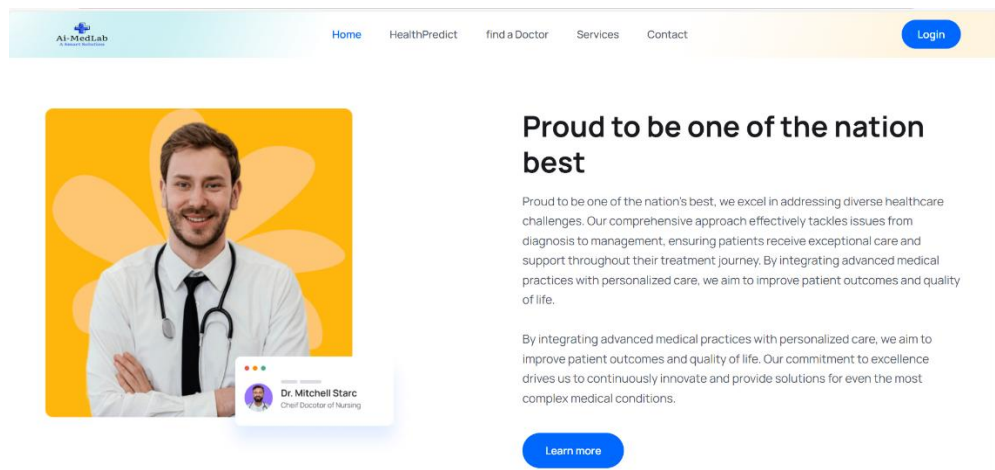 Ai-MedLab
A Smart Solutions
Home HealthPredict find a Doctor Services Contact Login
Proud to be one of the nation
best
Proud to be one of the nation's best, we excel in addressing diverse healthcare
challenges. Our comprehensive approach effectively tackles issues from
diagnosis to management, ensuring patients receive exceptional care and
support throughout their treatment journey. By integrating advanced medical
practices with personalized care, we aim to improve patient outcomes and quality
of life.
By integrating advanced medical practices with personalized care, we aim to
improve patient outcomes and quality of life. Our commitment to excellence
drives us to continuously innovate and provide solutions for even the most
complex medical conditions.
Learn more
Dr. Mitchell Starc
Cheif Docotar of Nursing